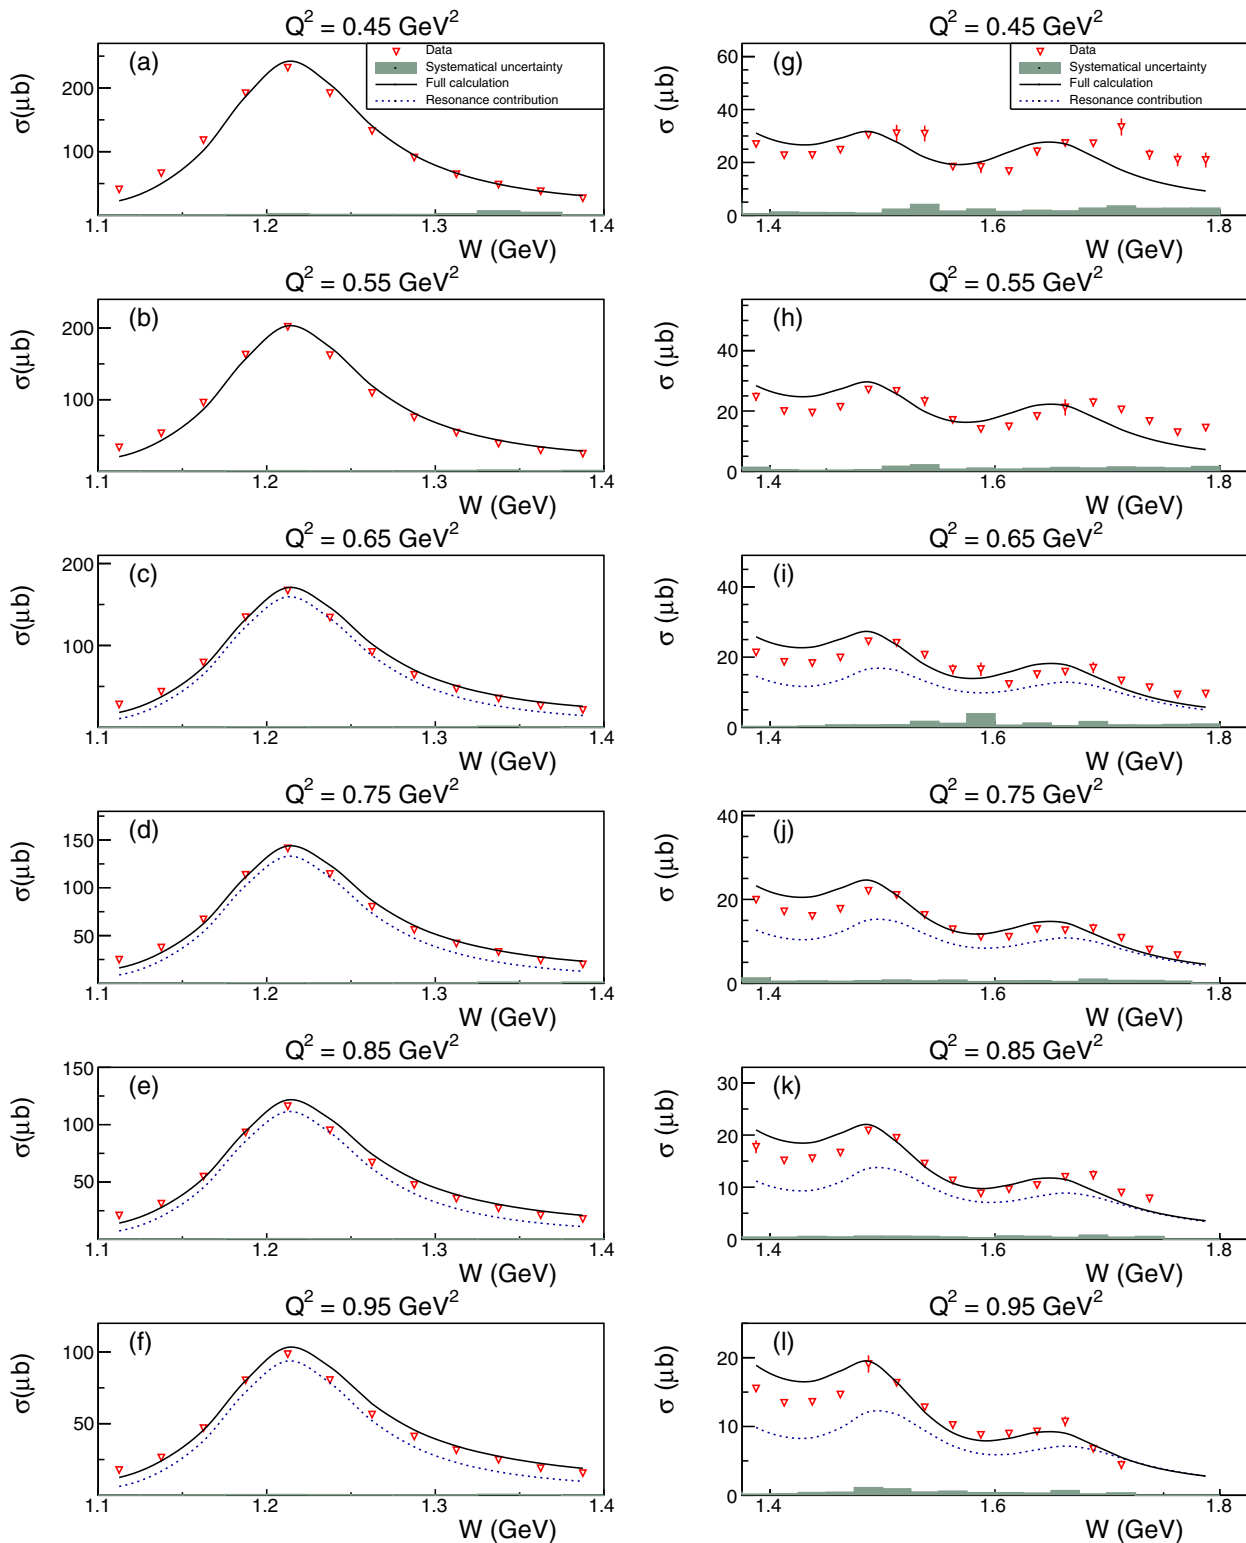 Q² = 0.45 GeV²
(a)
Data
Systematical uncertainty
Full calculation
Resonance contribution
σ(μb)
200
100
1.1 1.2 1.3 1.4
W (GeV)
Q² = 0.45 GeV²
(g)
Data
Systematical uncertainty
Full calculation
Resonance contribution
σ (μb)
60
40
20
0
1.4 1.6 1.8
W (GeV)
Q² = 0.55 GeV²
(b)
σ(μb)
200
100
1.1 1.2 1.3 1.4
W (GeV)
Q² = 0.55 GeV²
(h)
σ (μb)
40
20
0
1.4 1.6 1.8
W (GeV)
Q² = 0.65 GeV²
(c)
σ(μb)
200
100
1.1 1.2 1.3 1.4
W (GeV)
Q² = 0.65 GeV²
(i)
σ (μb)
40
20
0
1.4 1.6 1.8
W (GeV)
Q² = 0.75 GeV²
(d)
σ(μb)
150
100
50
1.1 1.2 1.3 1.4
W (GeV)
Q² = 0.75 GeV²
(j)
σ (μb)
40
20
0
1.4 1.6 1.8
W (GeV)
Q² = 0.85 GeV²
(e)
σ(μb)
150
100
50
1.1 1.2 1.3 1.4
W (GeV)
Q² = 0.85 GeV²
(k)
σ (μb)
30
20
10
0
1.4 1.6 1.8
W (GeV)
Q² = 0.95 GeV²
(f)
σ(μb)
100
50
1.1 1.2 1.3 1.4
W (GeV)
Q² = 0.95 GeV²
(l)
σ (μb)
20
10
0
1.4 1.6 1.8
W (GeV)